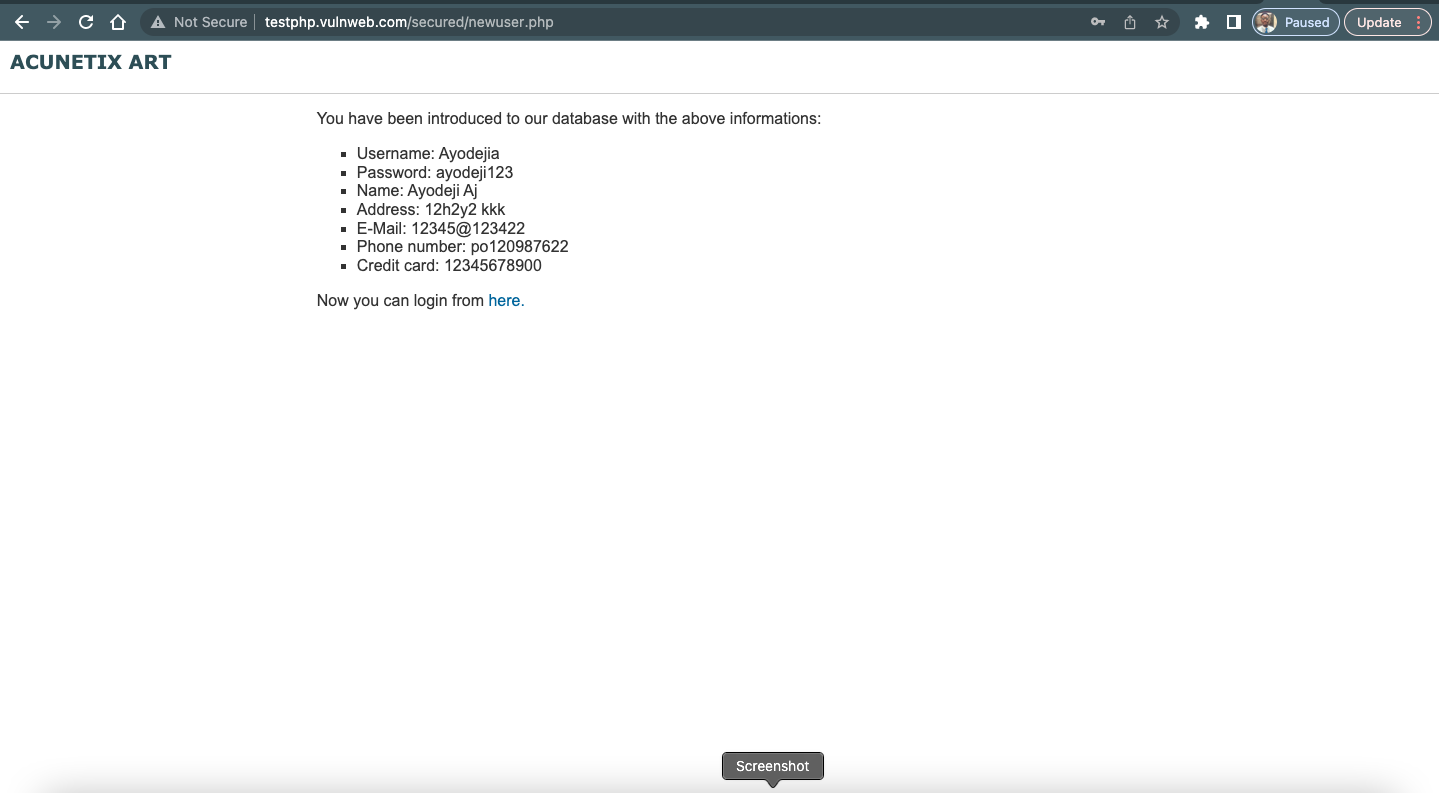 Not Secure testphp.vulnweb.com/secured/newuser.php Paused Update
ACUNETIX ART
You have been introduced to our database with the above informations:
Username: Ayodejia
Password: ayodeji123
Name: Ayodeji Aj
Address: 12h2y2 kkk
E-Mail: 12345@123422
Phone number: po120987622
Credit card: 12345678900
Now you can login from here.
Screenshot